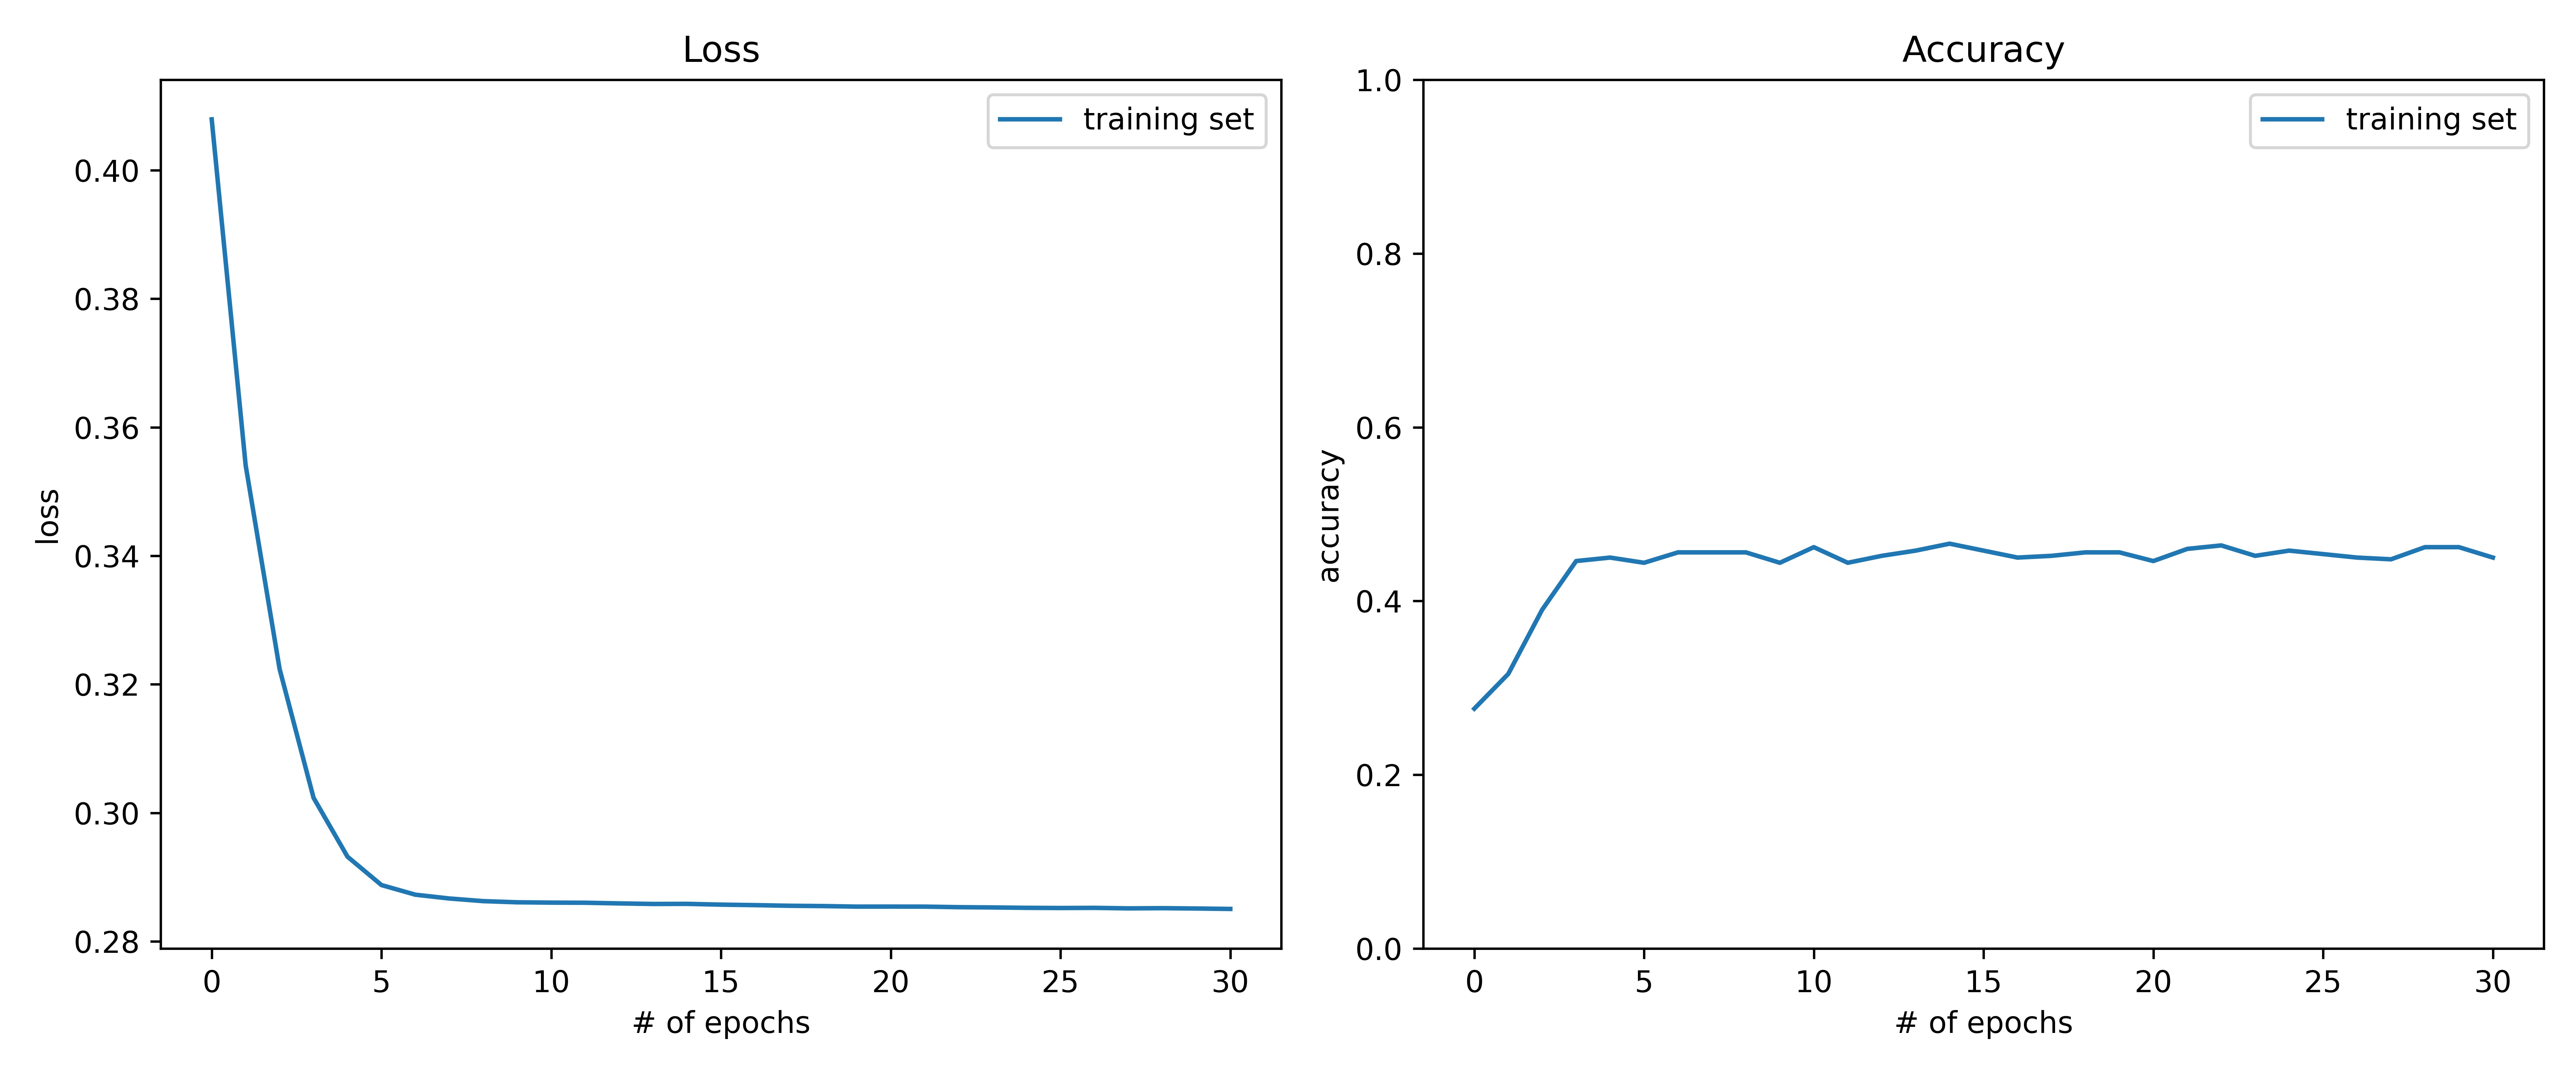 Loss
training set
0.40
0.38
0.36
0.34
0.32
0.30
0.28
loss
0 5 10 15 20 25 30
# of epochs
Accuracy
training set
1.0
0.8
0.6
0.4
0.2
0.0
accuracy
0 5 10 15 20 25 30
# of epochs